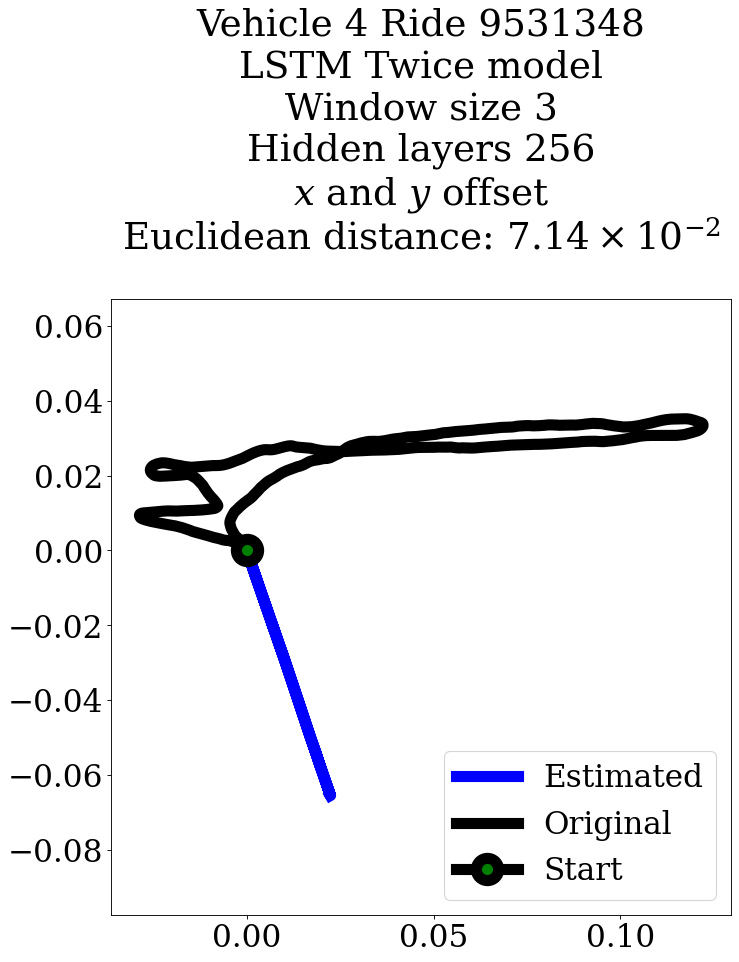 Vehicle 4 Ride 9531348
LSTM Twice model
Window size 3
Hidden layers 256
x and y offset
Euclidean distance: 7.14 × 10⁻²
0.06
0.04
0.02
0.00
−0.02
−0.04
−0.06
−0.08
Estimated
Original
Start
0.00 0.05 0.10